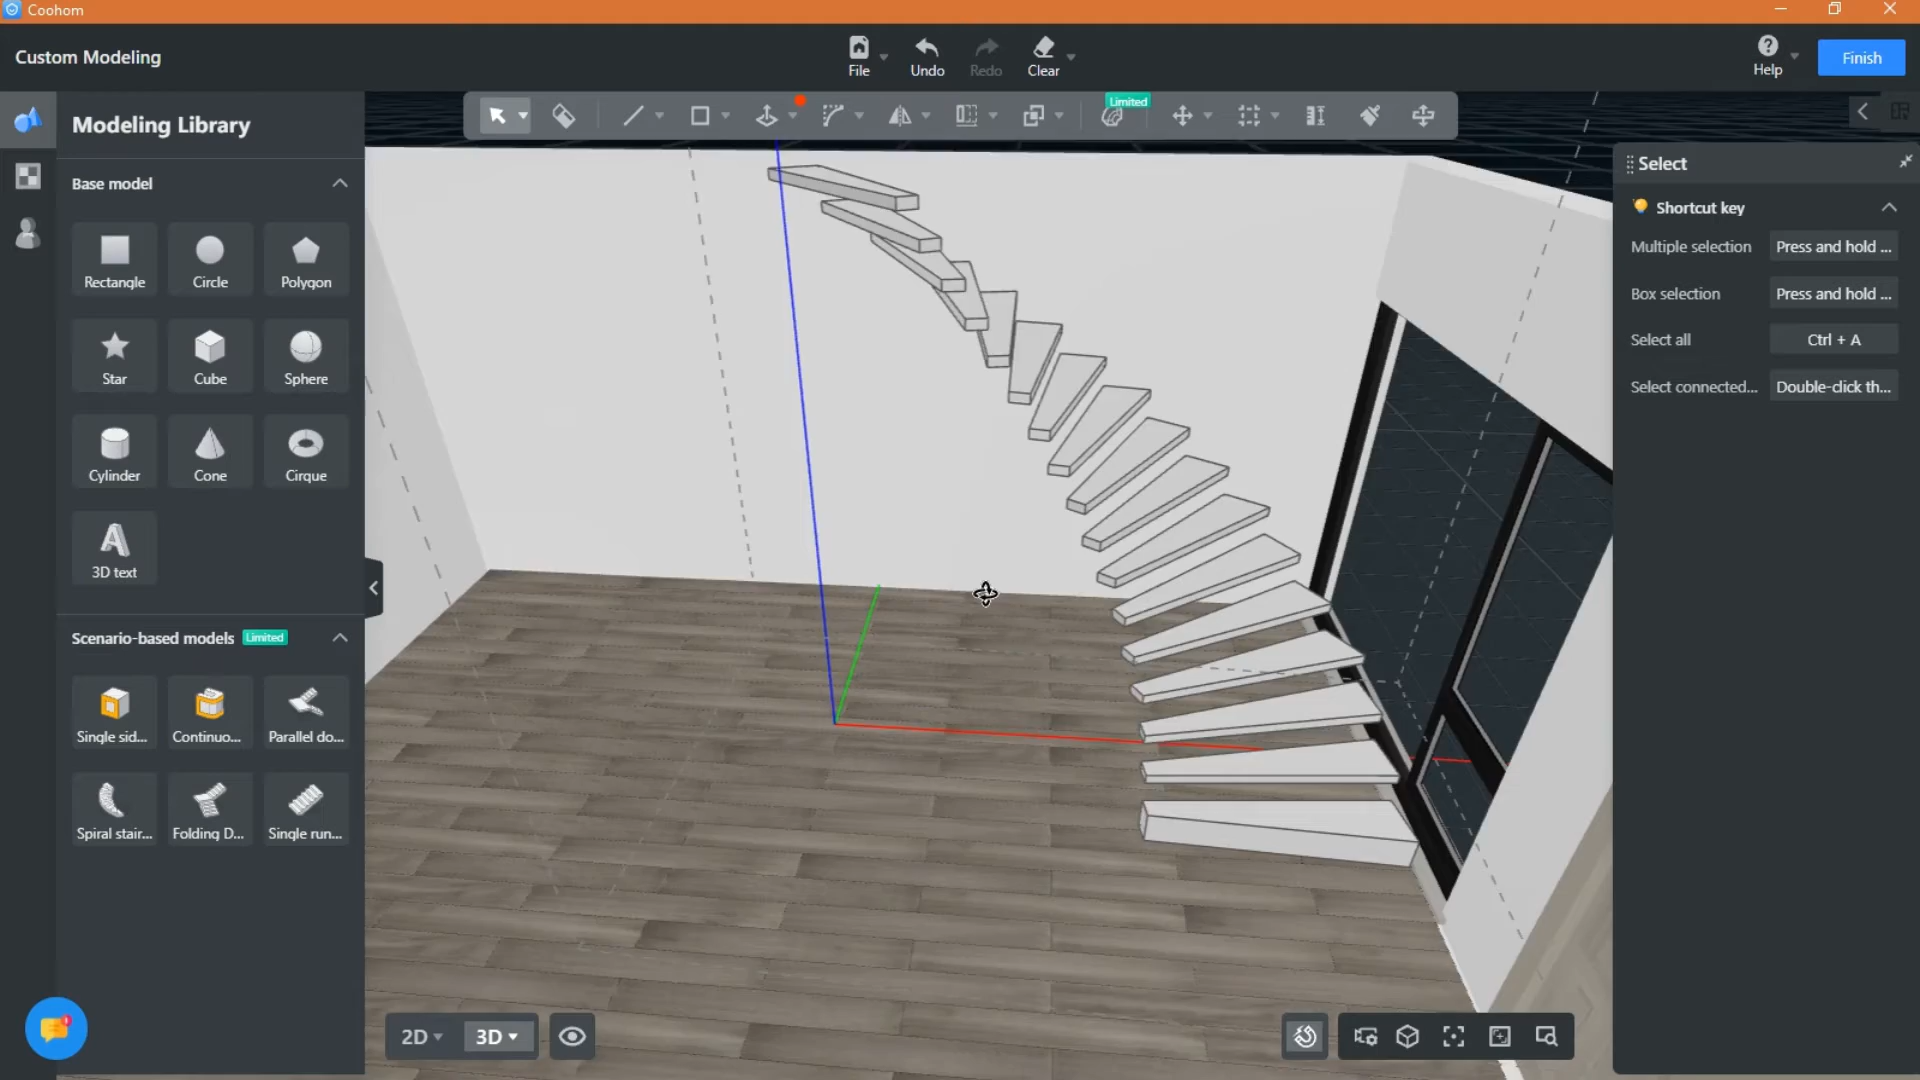 Coohom
Custom Modeling
File
Undo
Redo
Clear
Help
Finish
Limited
Modeling Library
Base model
Rectangle
Circle
Polygon
Star
Cube
Sphere
Cylinder
Cone
Cirque
3D text
Scenario-based models Limited
Single sid...
Continuo...
Parallel do...
Spiral stair...
Folding D...
Single run...
Select
Shortcut key
Multiple selection Press and hold ...
Box selection Press and hold ...
Select all Ctrl + A
Select connected... Double-click th...
2D 3D